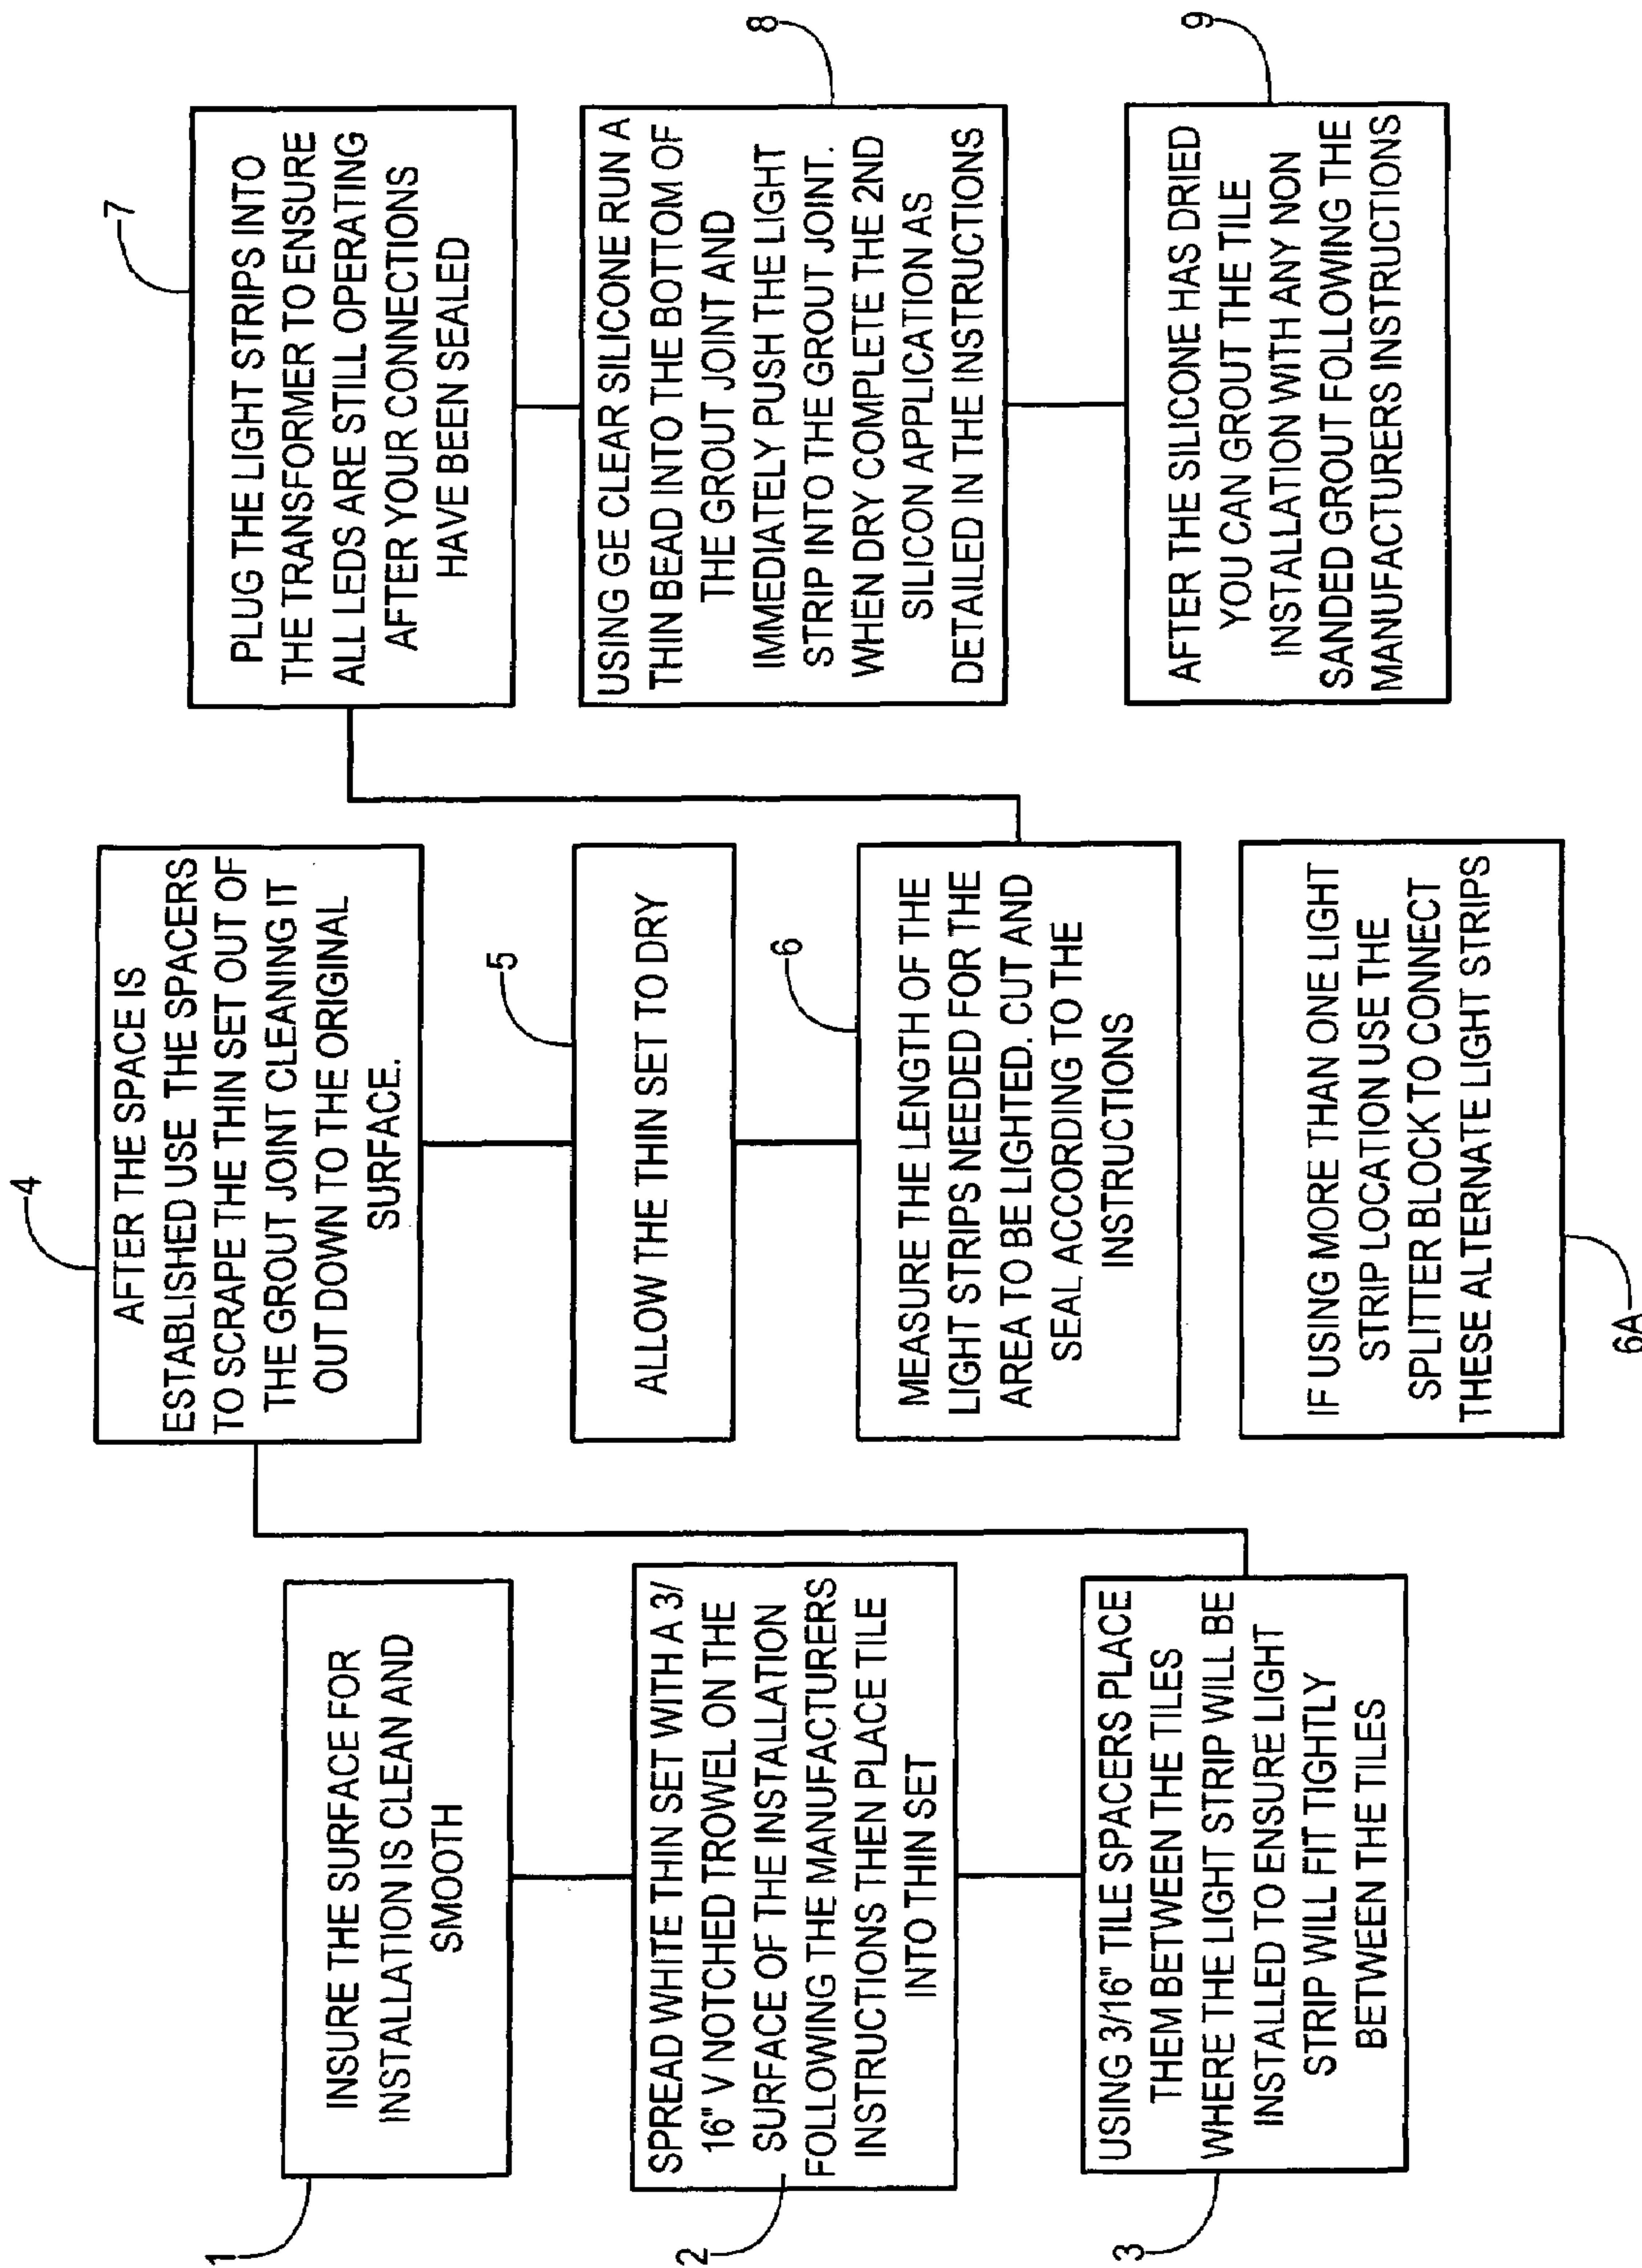 1
INSURE THE SURFACE FOR
INSTALLATION IS CLEAN AND
SMOOTH
2
SPREAD WHITE THIN SET WITH A 3/
16" V NOTCHED TROWEL ON THE
SURFACE OF THE INSTALLATION
FOLLOWING THE MANUFACTURERS
INSTRUCTIONS THEN PLACE TILE
INTO THIN SET
3
USING 3/16" TILE SPACERS PLACE
THEM BETWEEN THE TILES
WHERE THE LIGHT STRIP WILL BE
INSTALLED TO ENSURE LIGHT
STRIP WILL FIT TIGHTLY
BETWEEN THE TILES
4
AFTER THE SPACE IS
ESTABLISHED USE THE SPACERS
TO SCRAPE THE THIN SET OUT OF
THE GROUT JOINT CLEANING IT
OUT DOWN TO THE ORIGINAL
SURFACE.
5
ALLOW THE THIN SET TO DRY
6
MEASURE THE LENGTH OF THE
LIGHT STRIPS NEEDED FOR THE
AREA TO BE LIGHTED. CUT AND
SEAL ACCORDING TO THE
INSTRUCTIONS
IF USING MORE THAN ONE LIGHT
STRIP LOCATION USE THE
SPLITTER BLOCK TO CONNECT
THESE ALTERNATE LIGHT STRIPS
6A
7
PLUG THE LIGHT STRIPS INTO
THE TRANSFORMER TO ENSURE
ALL LEDS ARE STILL OPERATING
AFTER YOUR CONNECTIONS
HAVE BEEN SEALED
8
USING GE CLEAR SILICONE RUN A
THIN BEAD INTO THE BOTTOM OF
THE GROUT JOINT AND
IMMEDIATELY PUSH THE LIGHT
STRIP INTO THE GROUT JOINT.
WHEN DRY COMPLETE THE 2ND
SILICON APPLICATION AS
DETAILED IN THE INSTRUCTIONS
9
AFTER THE SILICONE HAS DRIED
YOU CAN GROUT THE TILE
INSTALLATION WITH ANY NON
SANDED GROUT FOLLOWING THE
MANUFACTURERS INSTRUCTIONS